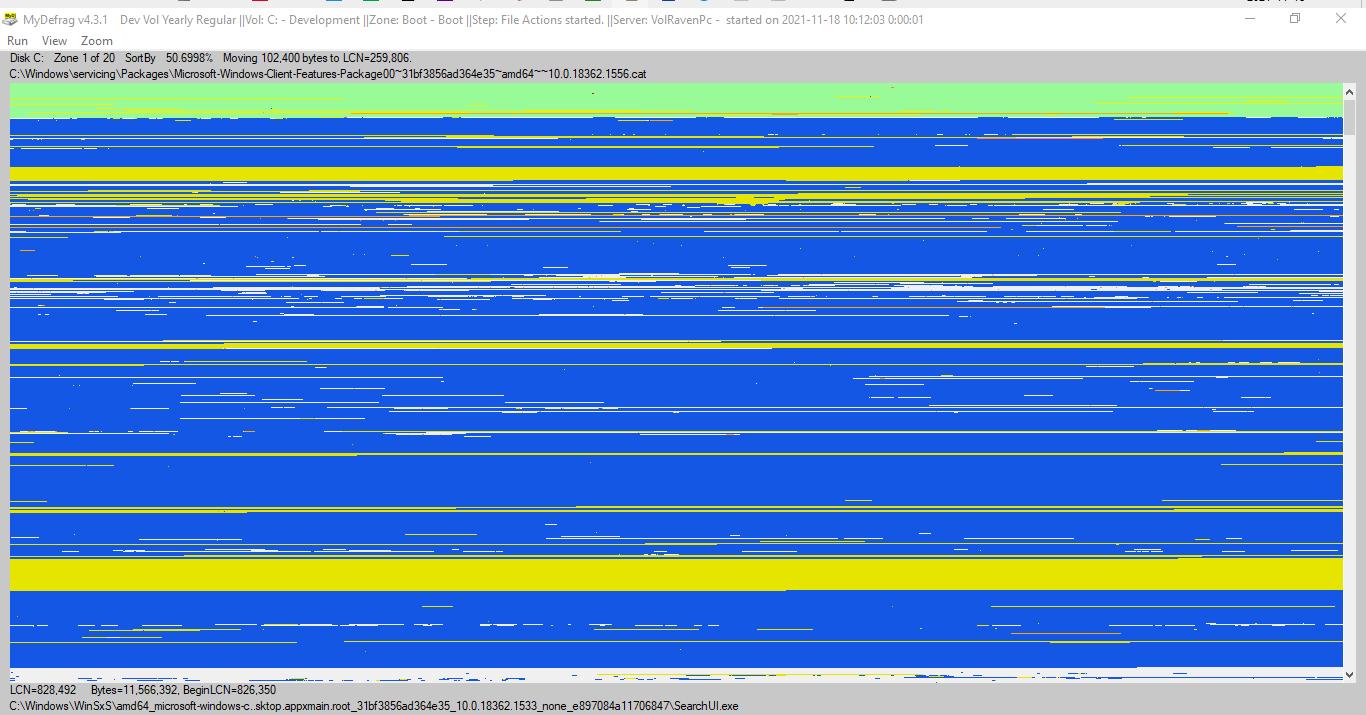 MyDefrag v4.3.1 Dev Vol Yearly Regular ||Vol: C: - Development ||Zone: Boot - Boot ||Step: File Actions started. ||Server: VolRavenPc - started on 2021-11-18 10:12:03 0:00:01
Run View Zoom
Disk C: Zone 1 of 20 SortBy 50.6998% Moving 102,400 bytes to LCN=259,806.
C:\Windows\servicing\Packages\Microsoft-Windows-Client-Features-Package00~31bf3856ad364e35~amd64~~10.0.18362.1556.cat
LCN=828,492 Bytes=11,566,392, BeginLCN=826,350
C:\Windows\WinSxS\amd64_microsoft-windows-c..sktop.appxmain.root_31bf3856ad364e35_10.0.18362.1533_none_e897084a11706847\SearchUI.exe